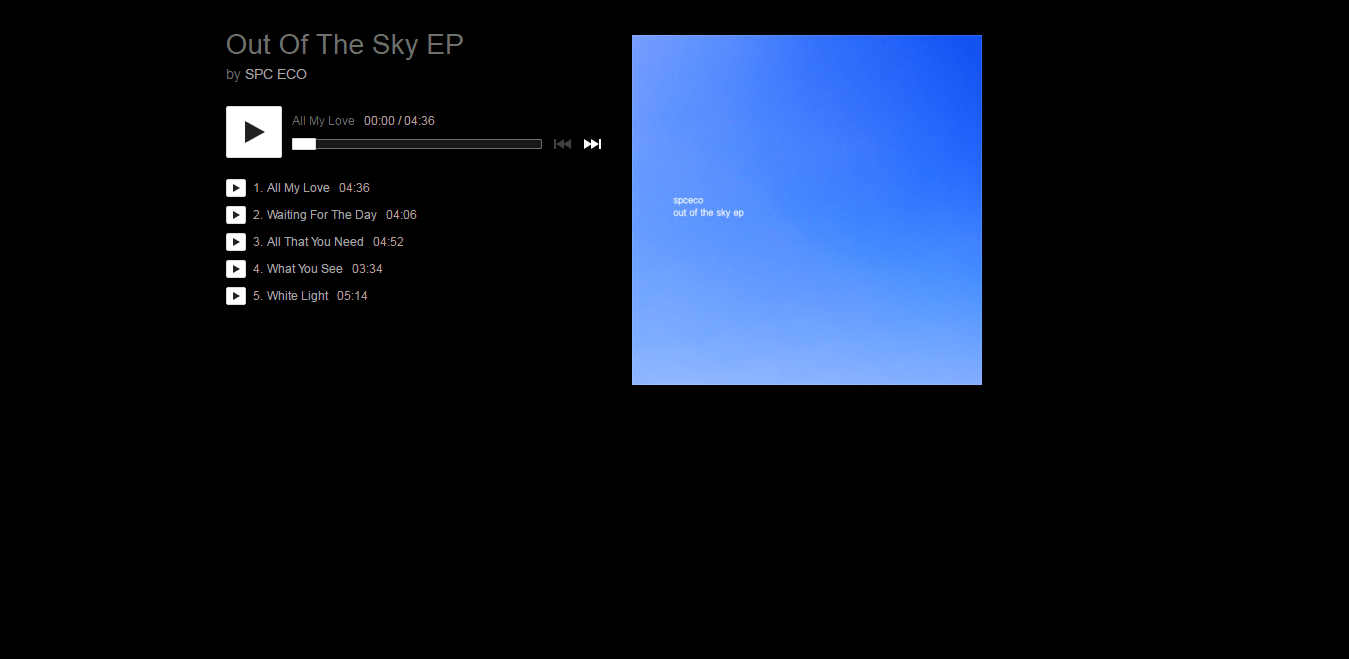 Out Of The Sky EP
by SPC ECO
All My Love 00:00 / 04:36
1. All My Love 04:36
2. Waiting For The Day 04:06
3. All That You Need 04:52
4. What You See 03:34
5. White Light 05:14
spceco
out of the sky ep